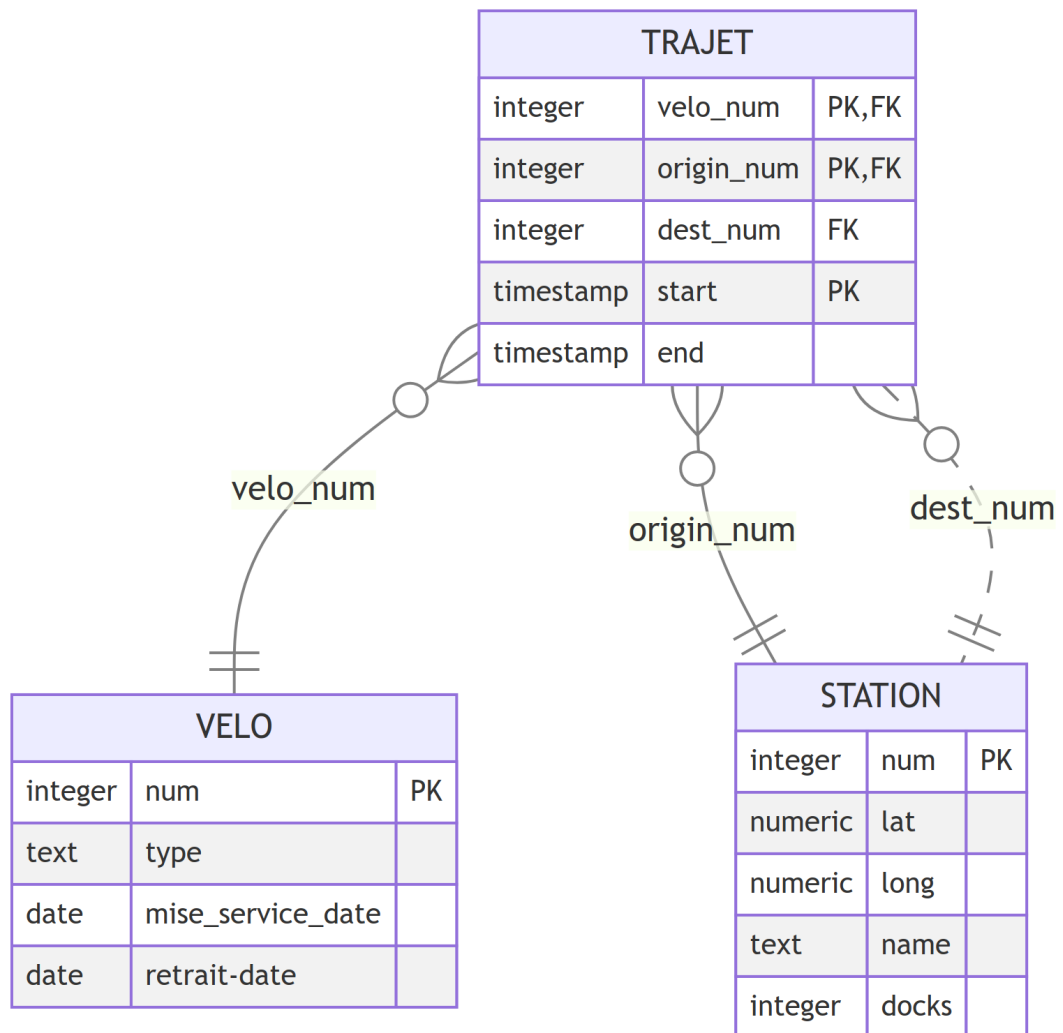 TRAJET
integer velo_num PK,FK
integer origin_num PK,FK
integer dest_num FK
timestamp start PK
timestamp end
velo_num
origin_num
dest_num
VELO
integer num PK
text type
date mise_service_date
date retrait-date
STATION
integer num PK
numeric lat
numeric long
text name
integer docks